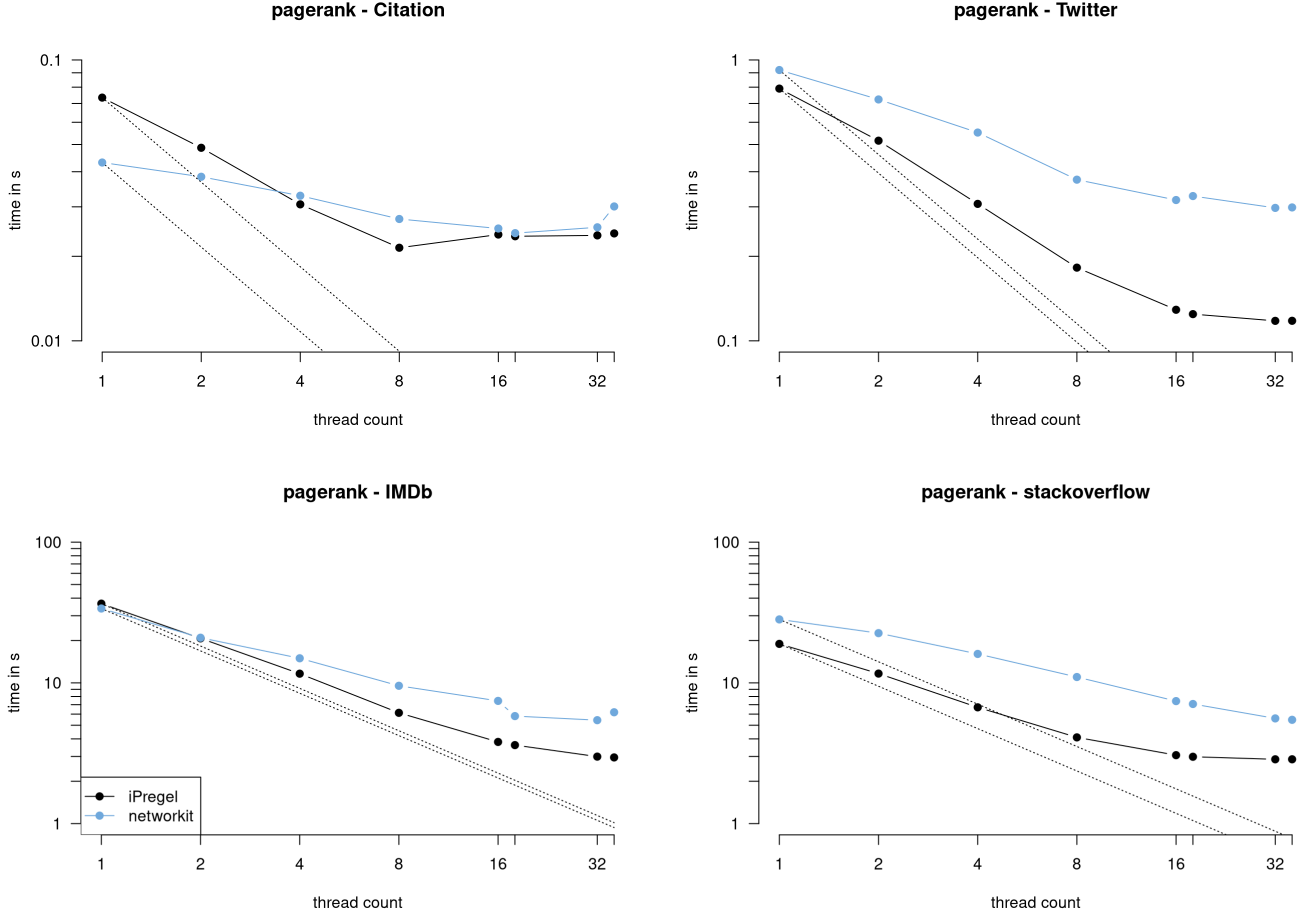 pagerank - Citation
time in s
0.1
0.01
1 2 4 8 16 32
thread count
pagerank - Twitter
time in s
1
0.1
1 2 4 8 16 32
thread count
pagerank - IMDb
time in s
100
10
1
iPregel
networkit
1 2 4 8 16 32
thread count
pagerank - stackoverflow
time in s
100
10
1
1 2 4 8 16 32
thread count